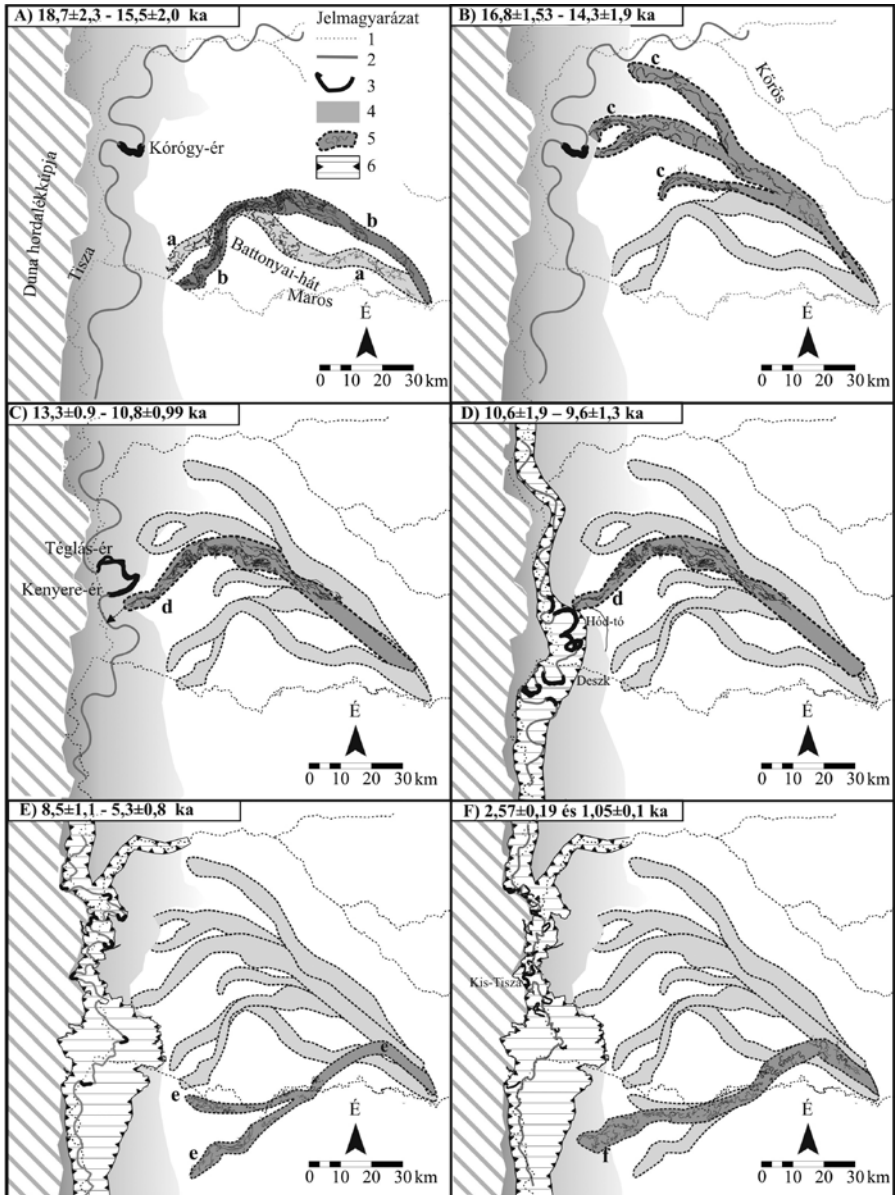 A) 18,7±2,3 - 15,5±2,0 ka
Jelmagyarázat
1
2
3
4
5
6
Kórógy-ér
Duna hordalékkúpja
Tisza
a
b
Battonyai-hát
a
b
Maros
É
0 10 20 30 km
B) 16,8±1,53 - 14,3±1,9 ka
c
Körös
c
c
É
0 10 20 30 km
C) 13,3±0.9 - 10,8±0,99 ka
Téglás-ér
Kenyere-ér
d
É
0 10 20 30 km
D) 10,6±1,9 – 9,6±1,3 ka
d
Hód-tó
Deszk
É
0 10 20 30 km
E) 8,5±1,1 - 5,3±0,8 ka
e
e
e
É
0 10 20 30 km
F) 2,57±0,19 és 1,05±0,1 ka
Kis-Tisza
f
É
0 10 20 30 km